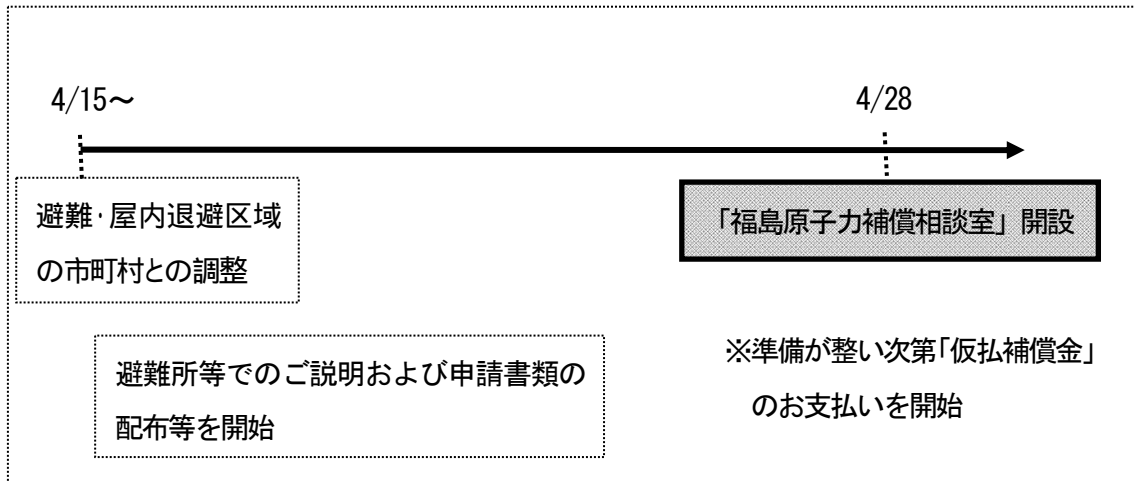 4/15～
4/28
避難・屋内退避区域
の市町村との調整
「福島原子力補償相談室」開設
避難所等でのご説明および申請書類の
配布等を開始
※準備が整い次第「仮払補償金」
のお支払いを開始